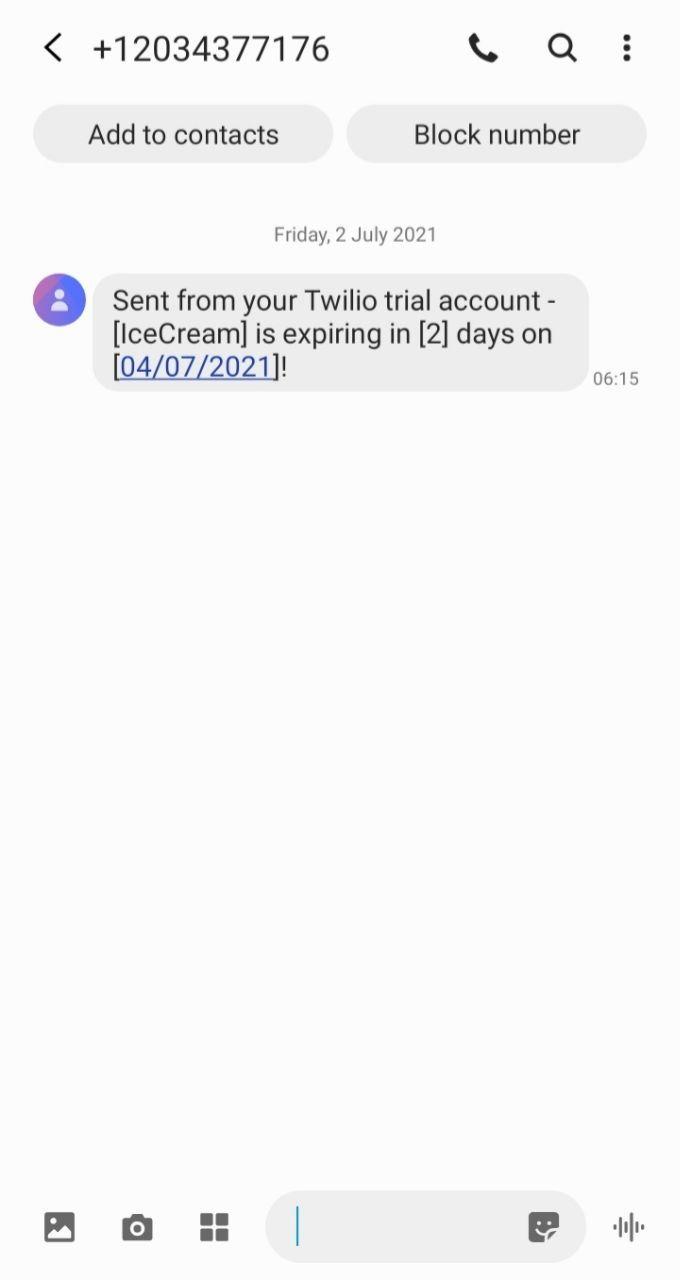 +12034377176
Add to contacts
Block number
Friday, 2 July 2021
Sent from your Twilio trial account -
[IceCream] is expiring in [2] days on
[04/07/2021]!
06:15